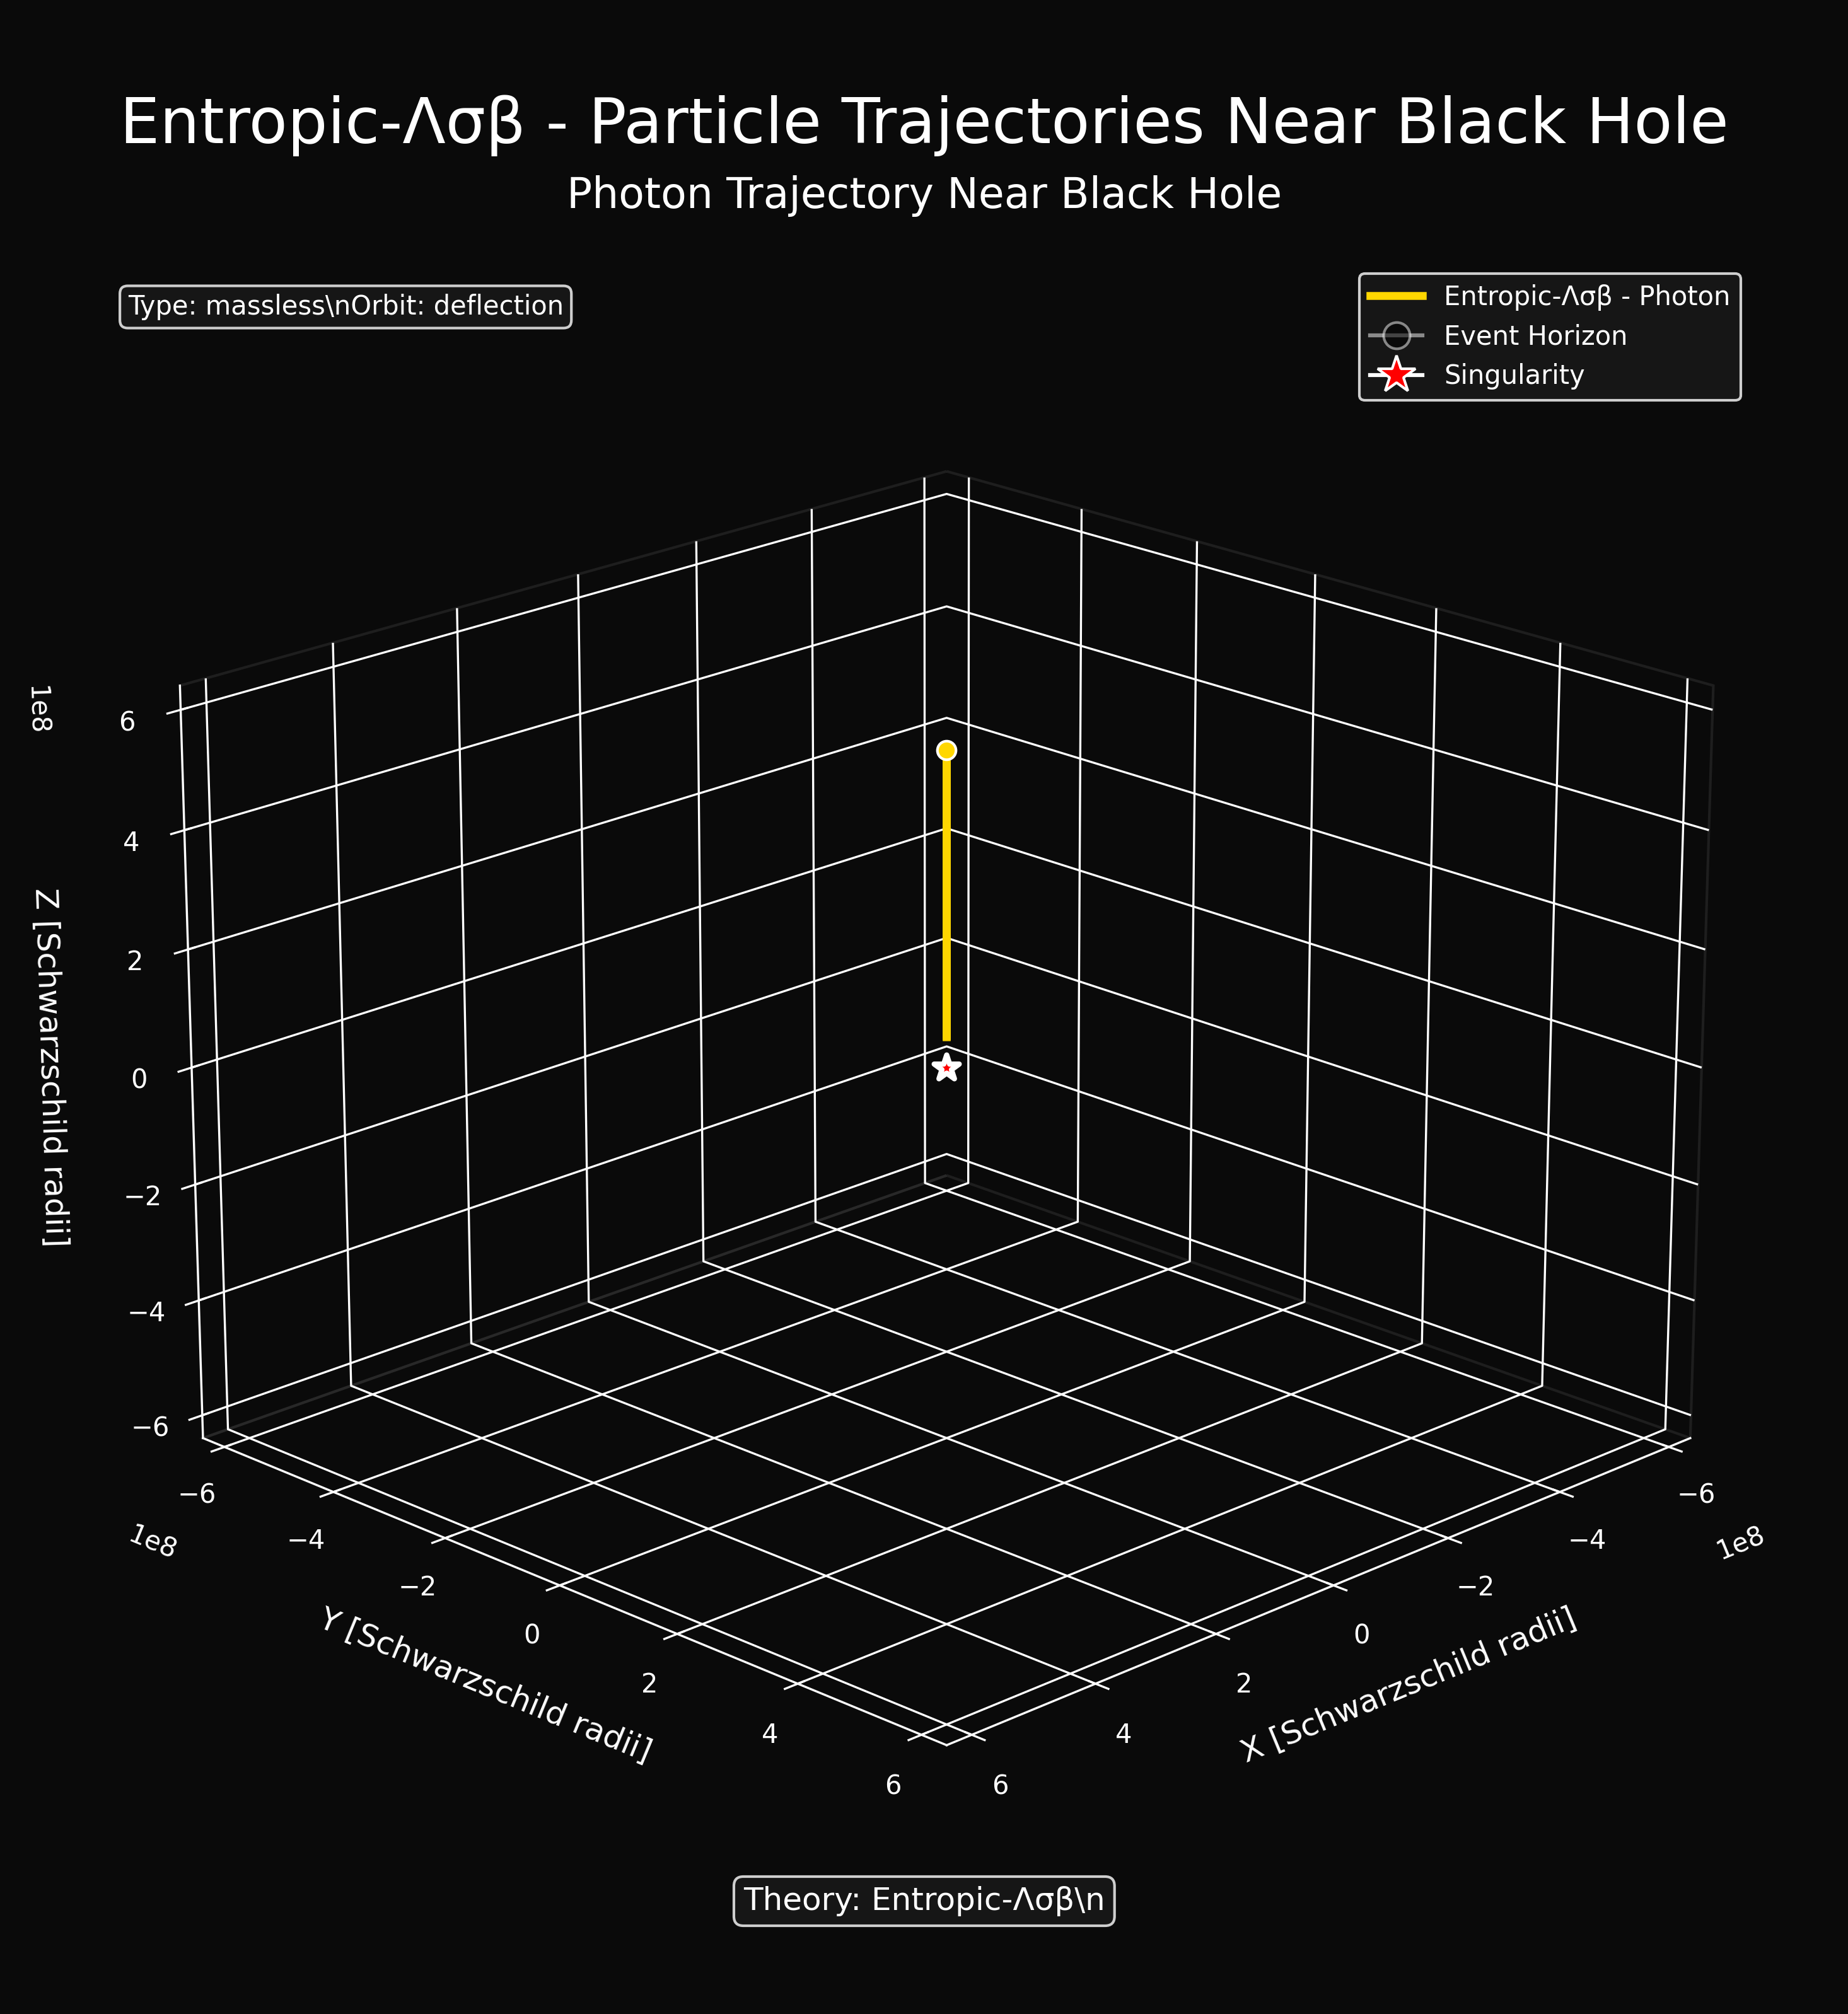 Entropic-Λσβ - Particle Trajectories Near Black Hole
Photon Trajectory Near Black Hole
Type: massless\nOrbit: deflection
Entropic-Λσβ - Photon
Event Horizon
Singularity
1e8
6
4
2
0
−2
−4
−6
Z [Schwarzschild radii]
−6
−4
−2
0
2
4
6
1e8
Y [Schwarzschild radii]
6
4
2
0
−2
−4
−6
1e8
X [Schwarzschild radii]
Theory: Entropic-Λσβ\n